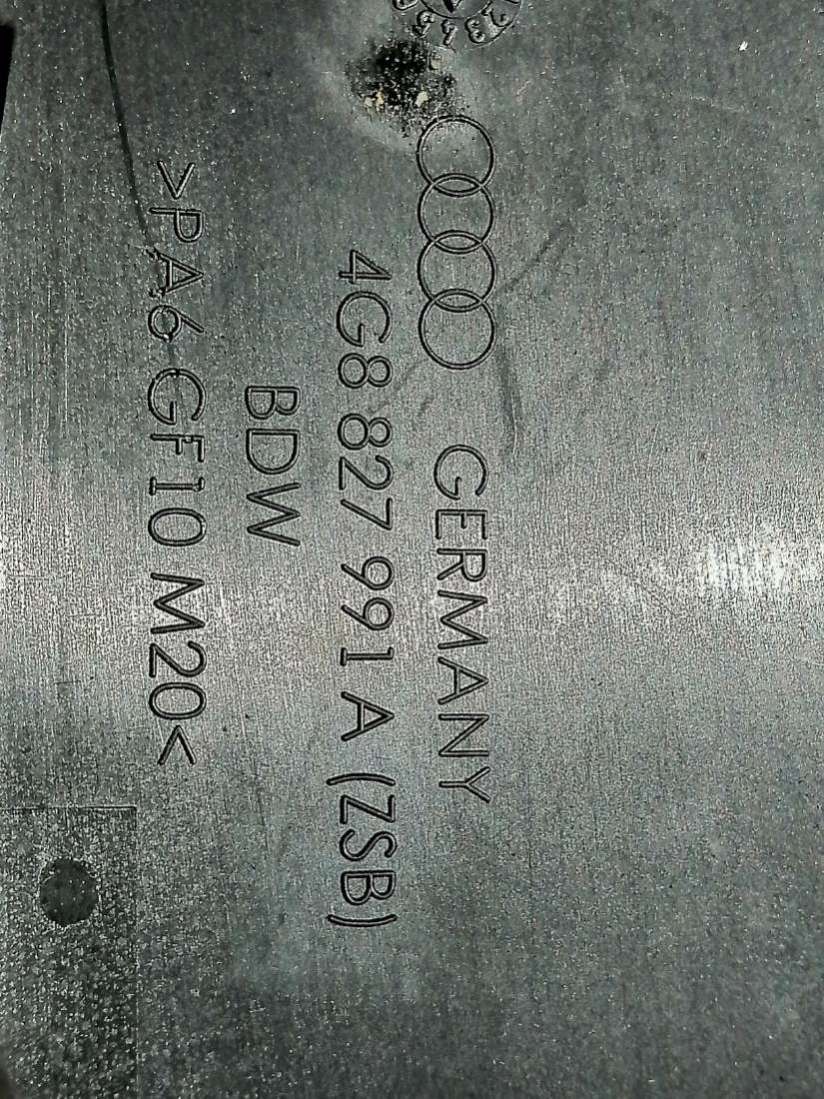 GERMANY
4G8 827 991 A (ZSB)
BDW
>PA6 GF10 M20<